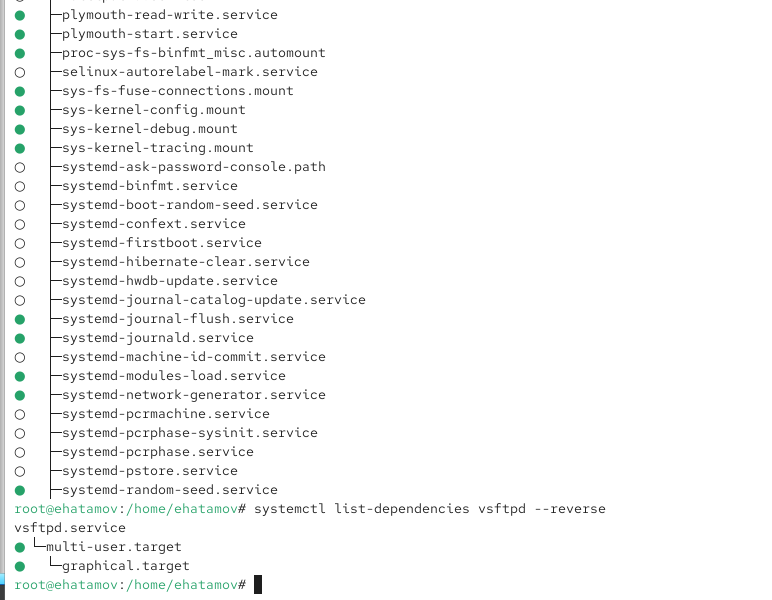 ●   ├─plymouth-read-write.service
●   ├─plymouth-start.service
●   ├─proc-sys-fs-binfmt_misc.automount
○   ├─selinux-autorelabel-mark.service
●   ├─sys-fs-fuse-connections.mount
●   ├─sys-kernel-config.mount
●   ├─sys-kernel-debug.mount
●   ├─sys-kernel-tracing.mount
○   ├─systemd-ask-password-console.path
○   ├─systemd-binfmt.service
○   ├─systemd-boot-random-seed.service
○   ├─systemd-confext.service
○   ├─systemd-firstboot.service
○   ├─systemd-hibernate-clear.service
○   ├─systemd-hwdb-update.service
○   ├─systemd-journal-catalog-update.service
●   ├─systemd-journal-flush.service
●   ├─systemd-journald.service
○   ├─systemd-machine-id-commit.service
●   ├─systemd-modules-load.service
●   ├─systemd-network-generator.service
○   ├─systemd-pcrmachine.service
○   ├─systemd-pcrphase-sysinit.service
○   ├─systemd-pcrphase.service
○   ├─systemd-pstore.service
●   ├─systemd-random-seed.service
root@ehatamov:/home/ehatamov# systemctl list-dependencies vsftpd --reverse
vsftpd.service
● └─multi-user.target
●   └─graphical.target
root@ehatamov:/home/ehatamov#